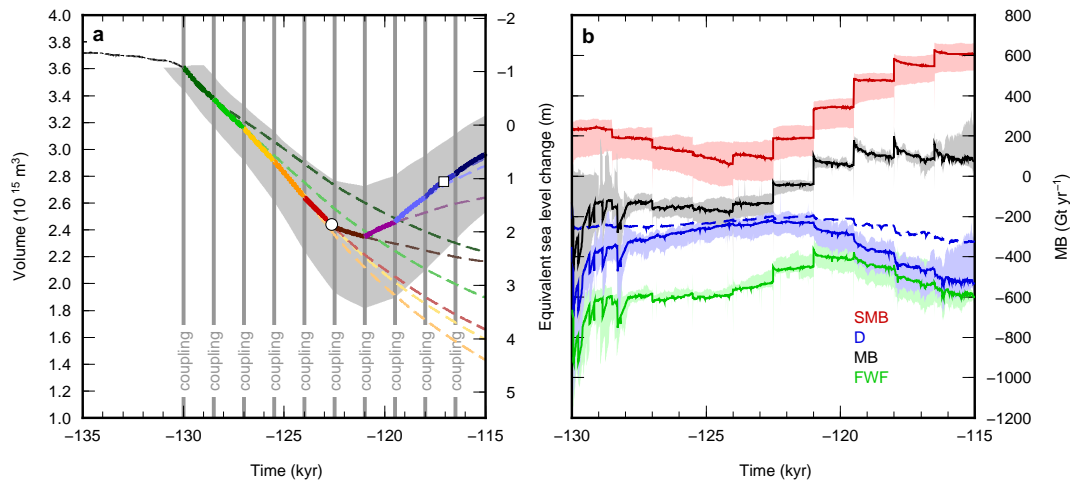 a
Volume (10⁻¹⁵ m³)
4.0
3.8
3.6
3.4
3.2
3.0
2.8
2.6
2.4
2.2
2.0
1.8
1.6
1.4
1.2
1.0
−135
−130
−125
−120
−115
Time (kyr)
coupling
coupling
coupling
coupling
coupling
coupling
coupling
coupling
coupling
coupling
−2
−1
0
1
2
3
4
5
Equivalent sea level change (m)
b
−130
−125
−120
−115
Time (kyr)
SMB
D
MB
FWF
800
600
400
200
0
−200
−400
−600
−800
−1000
−1200
MB (Gt yr⁻¹)